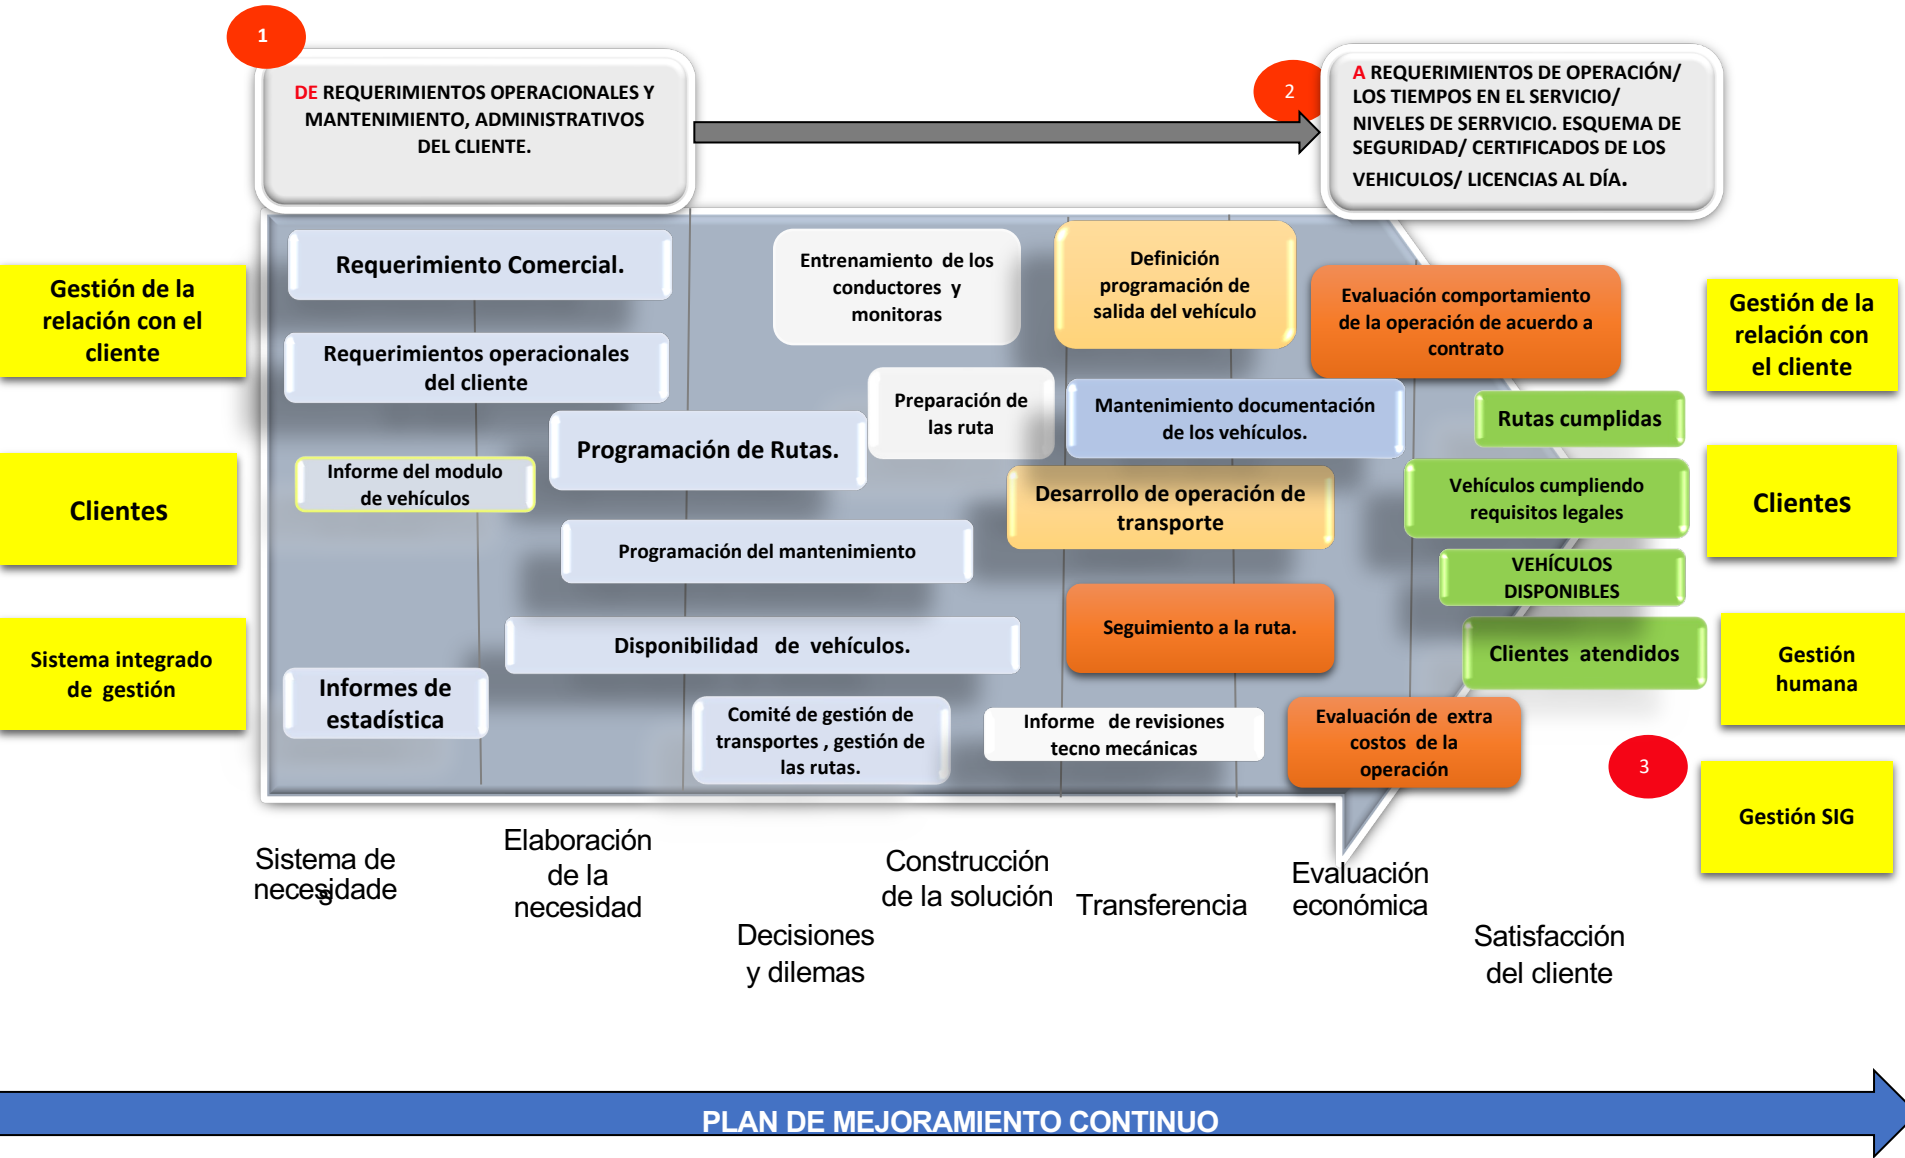 1
DE REQUERIMIENTOS OPERACIONALES Y
MANTENIMIENTO, ADMINISTRATIVOS
DEL CLIENTE.
2
A REQUERIMIENTOS DE OPERACIÓN/
LOS TIEMPOS EN EL SERVICIO/
NIVELES DE SERRVICIO. ESQUEMA DE
SEGURIDAD/ CERTIFICADOS DE LOS
VEHICULOS/ LICENCIAS AL DÍA.
Gestión de la
relación con el
cliente
Clientes
Sistema integrado
de gestión
Requerimiento Comercial.
Requerimientos operacionales
del cliente
Informe del modulo
de vehículos
Informes de
estadística
Programación de Rutas.
Programación del mantenimiento
Disponibilidad de vehículos.
Comité de gestión de
transportes , gestión de
las rutas.
Entrenamiento de los
conductores y
monitoras
Preparación de
las ruta
Informe de revisiones
tecno mecánicas
Definición
programación de
salida del vehículo
Mantenimiento documentación
de los vehículos.
Desarrollo de operación de
transporte
Seguimiento a la ruta.
Evaluación comportamiento
de la operación de acuerdo a
contrato
Evaluación de extra
costos de la
operación
Rutas cumplidas
Vehículos cumpliendo
requisitos legales
VEHÍCULOS
DISPONIBLES
Clientes atendidos
3
Gestión de la
relación con
el cliente
Clientes
Gestión
humana
Gestión SIG
Sistema de
necesidade
s
Elaboración
de la
necesidad
Decisiones
y dilemas
Construcción
de la solución
Transferencia
Evaluación
económica
Satisfacción
del cliente
PLAN DE MEJORAMIENTO CONTINUO